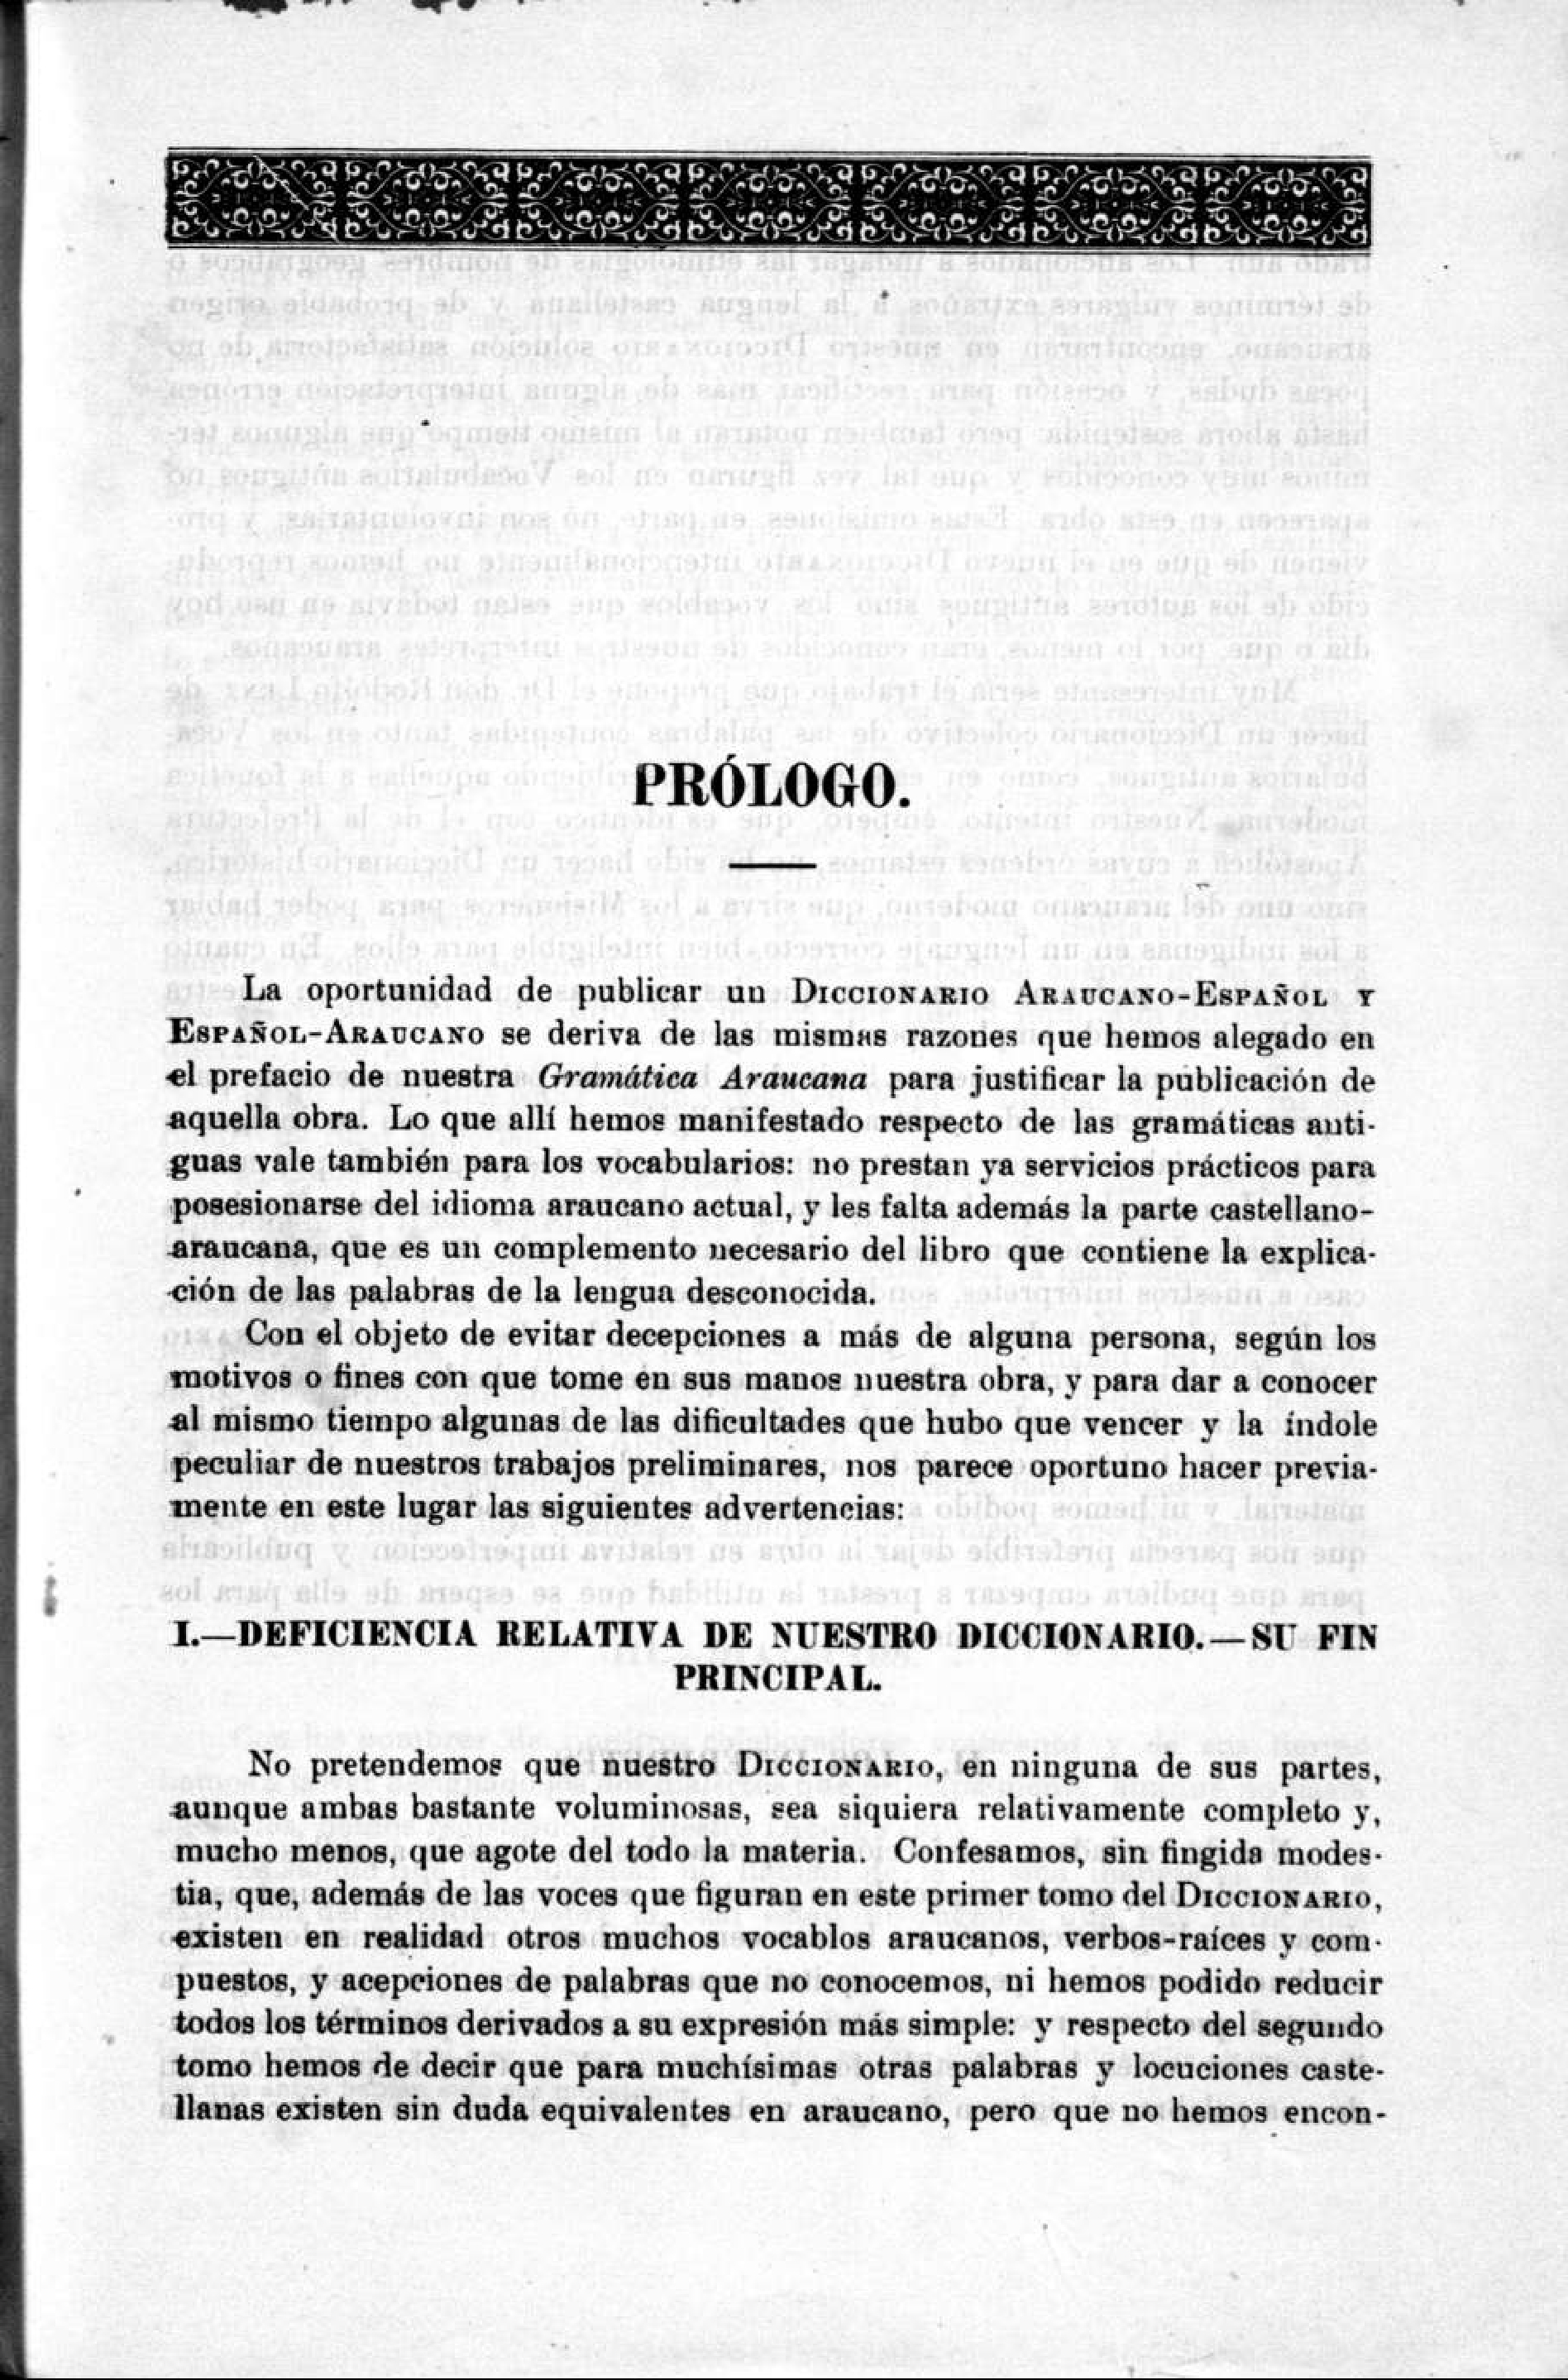 PRÓLOGO.
La oportunidad de publicar un DICCIONARIO ARAUCANO-ESPAÑOL Y
ESPAÑOL-ARAUCANO se deriva de las mismas razones que hemos alegado en
el prefacio de nuestra Gramática Araucana para justificar la publicación de
aquella obra. Lo que allí hemos manifestado respecto de las gramáticas anti-
guas vale también para los vocabularios: no prestan ya servicios prácticos para
posesionarse del idioma araucano actual, y les falta además la parte castellano-
araucana, que es un complemento necesario del libro que contiene la explica-
ción de las palabras de la lengua desconocida.
Con el objeto de evitar decepciones a más de alguna persona, según los
motivos o fines con que tome en sus manos nuestra obra, y para dar a conocer
al mismo tiempo algunas de las dificultades que hubo que vencer y la índole
peculiar de nuestros trabajos preliminares, nos parece oportuno hacer previa-
mente en este lugar las siguientes advertencias:
I.—DEFICIENCIA RELATIVA DE NUESTRO DICCIONARIO.—SU FIN
PRINCIPAL.
No pretendemos que nuestro DICCIONARIO, en ninguna de sus partes,
aunque ambas bastante voluminosas, sea siquiera relativamente completo y,
mucho menos, que agote del todo la materia. Confesamos, sin fingida modes-
tia, que, además de las voces que figuran en este primer tomo del DICCIONARIO,
existen en realidad otros muchos vocablos araucanos, verbos-raíces y com-
puestos, y acepciones de palabras que no conocemos, ni hemos podido reducir
todos los términos derivados a su expresión más simple: y respecto del segundo
tomo hemos de decir que para muchísimas otras palabras y locuciones caste-
llanas existen sin duda equivalentes en araucano, pero que no hemos encon-